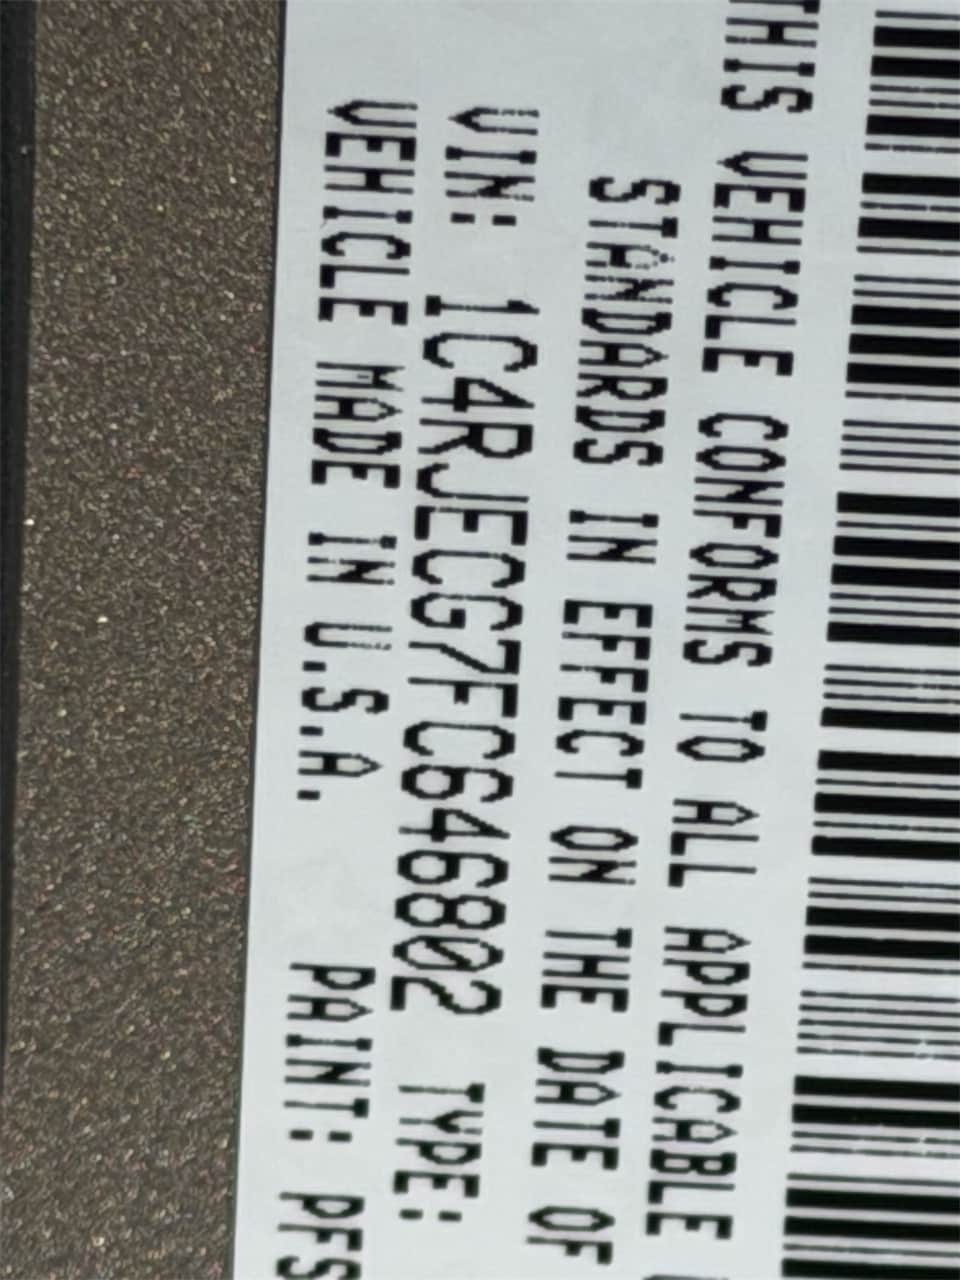 THIS VEHICLE CONFORMS TO ALL APPLICABLE
STANDARDS IN EFFECT ON THE DATE OF
VIN: 1C4RJECG7FC646802 TYPE:
VEHICLE MADE IN U.S.A. PAINT: PFS